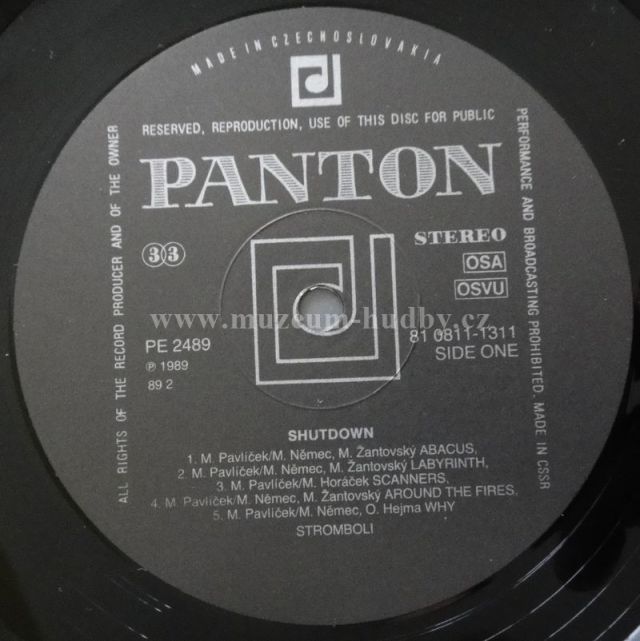 MADE IN CZECHOSLOVAKIA
RESERVED, REPRODUCTION, USE OF THIS DISC FOR PUBLIC
PERFORMANCE AND BROADCASTING PROHIBITED. MADE IN CSSR
ALL RIGHTS OF THE RECORD PRODUCER AND OF THE OWNER
PANTON
33
STEREO
OSA
OSVU
www.muzeum-hudby.cz
PE 2489
81 0811-1311
SIDE ONE
℗ 1989
89 2
SHUTDOWN
1. M. Pavlíček/M. Němec, M. Žantovský ABACUS,
2. M. Pavlíček/M. Němec, M. Žantovský LABYRINTH,
3. M. Pavlíček/M. Horáček SCANNERS,
4. M. Pavlíček/M. Němec, M. Žantovský AROUND THE FIRES,
5. M. Pavlíček/M. Němec, O. Hejma WHY
STROMBOLI